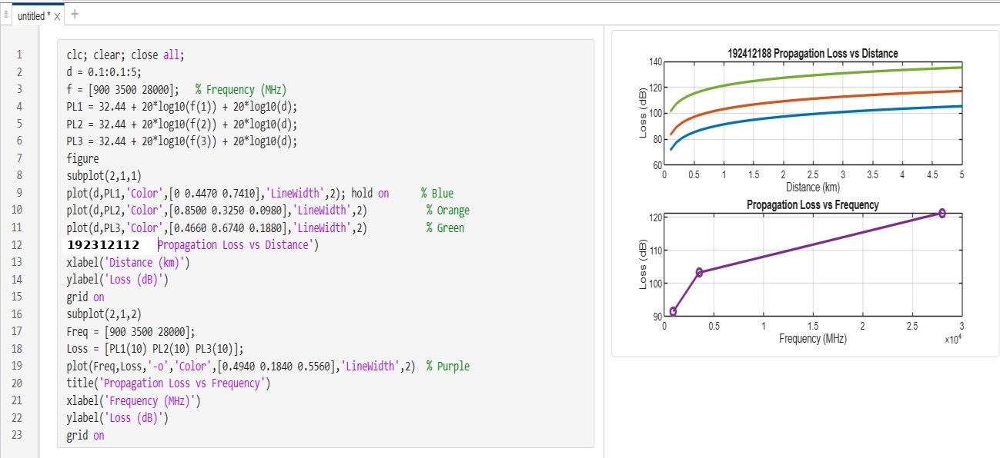 untitled * X +
1 clc; clear; close all;
2 d = 0.1:0.1:5;
3 f = [900 3500 28000]; % Frequency (MHz)
4 PL1 = 32.44 + 20*log10(f(1)) + 20*log10(d);
5 PL2 = 32.44 + 20*log10(f(2)) + 20*log10(d);
6 PL3 = 32.44 + 20*log10(f(3)) + 20*log10(d);
7 figure
8 subplot(2,1,1)
9 plot(d,PL1,'Color',[0 0.4470 0.7410],'LineWidth',2); hold on % Blue
10 plot(d,PL2,'Color',[0.8500 0.3250 0.0980],'LineWidth',2) % Orange
11 plot(d,PL3,'Color',[0.4660 0.6740 0.1880],'LineWidth',2) % Green
12 192312112 Propagation Loss vs Distance')
13 xlabel('Distance (km)')
14 ylabel('Loss (dB)')
15 grid on
16 subplot(2,1,2)
17 Freq = [900 3500 28000];
18 Loss = [PL1(10) PL2(10) PL3(10)];
19 plot(Freq,Loss,'-o','Color',[0.4940 0.1840 0.5560],'LineWidth',2) % Purple
20 title('Propagation Loss vs Frequency')
21 xlabel('Frequency (MHz)')
22 ylabel('Loss (dB)')
23 grid on
192412188 Propagation Loss vs Distance
Loss (dB)
140
120
100
80
60
0 0.5 1 1.5 2 2.5 3 3.5 4 4.5 5
Distance (km)
Propagation Loss vs Frequency
Loss (dB)
120
110
100
90
0 0.5 1 1.5 2 2.5 3
Frequency (MHz) ×10⁴